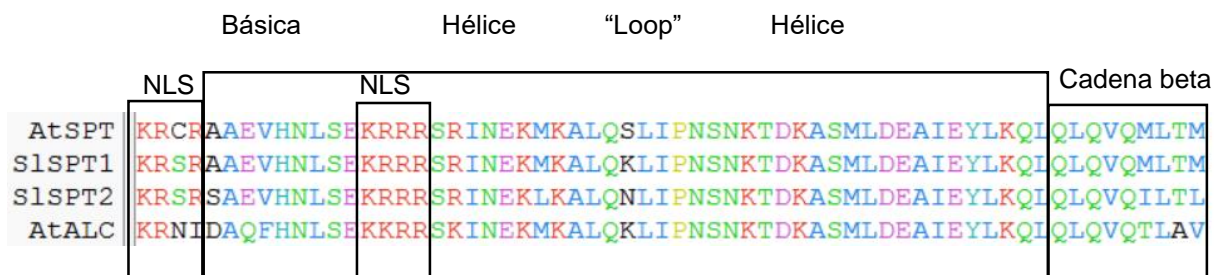 Básica Hélice “Loop” Hélice
NLS NLS Cadena beta
AtSPT KRCRAAEVHNLSEKRRRSRINEKMKALQSLIPNSNKTDKASMLDEAIEYLKQLQLQVQMLTM
SlSPT1 KRSRAAEVHNLSEKRRRSRINEKMKALQKLIPNSNKTDKASMLDEAIEYLKQLQLQVQMLTM
SlSPT2 KRSRSAEVHNLSEKRRRSRINEKLKALQNLIPNSNKTDKASMLDEAIEYLKQLQLQVQILTL
AtALC KRNIDAQFHNLSEKKRRSKINEKMKALQKLIPNSNKTDKASMLDEAIEYLKQLQLQVQTLAV